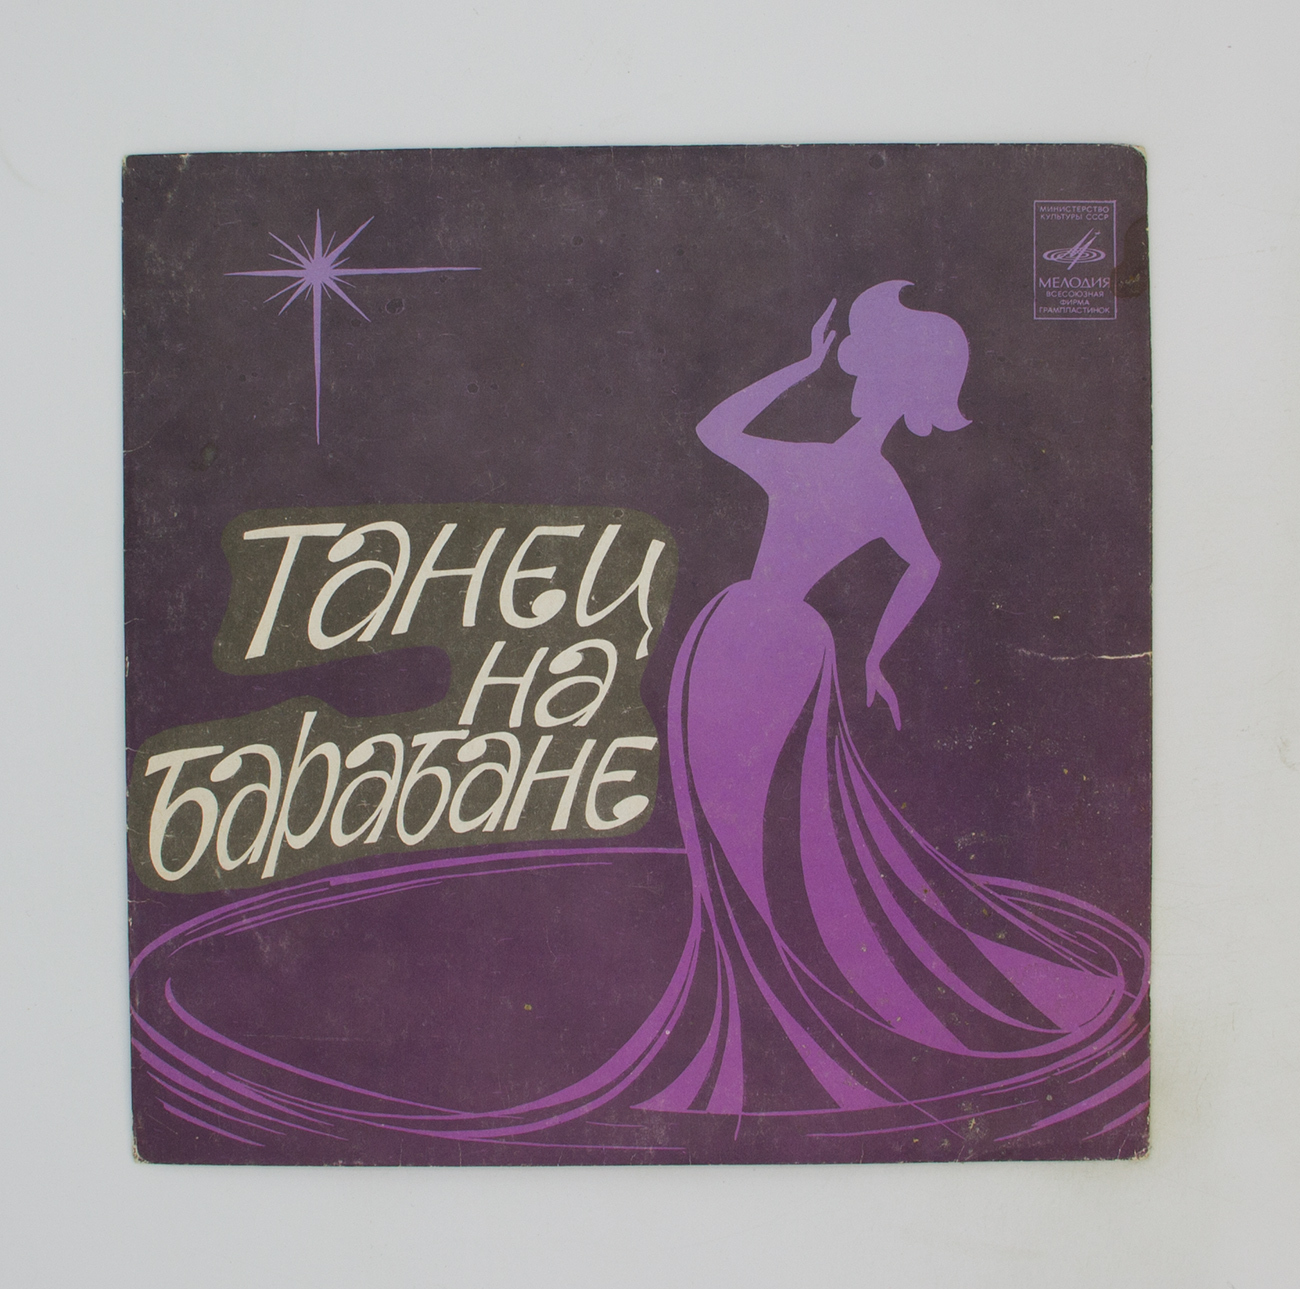 МИНИСТЕРСТВО
КУЛЬТУРЫ СССР
МЕЛОДИЯ
ВСЕСОЮЗНАЯ
ФИРМА
ГРАМПЛАСТИНОК
Танец
на
барабане